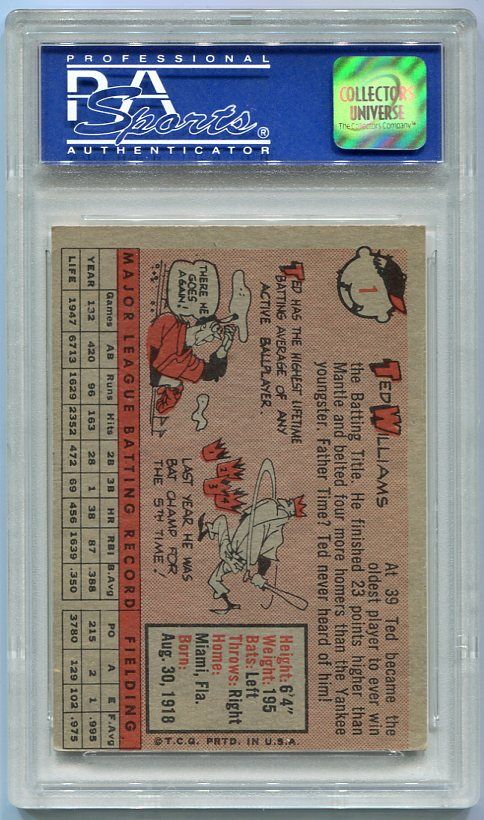 PROFESSIONAL
PSA
Sports®
AUTHENTICATOR
COLLECTORS
UNIVERSE
The Collectors Company™
1
TED WILLIAMS
At 39 Ted became the
oldest player to ever win
the Batting Title. He finished 23 points higher than
Mantle and belted four more homers than the Yankee
youngster. Father Time? Ted never heard of him!
TED HAS THE HIGHEST LIFETIME
BATTING AVERAGE OF ANY
ACTIVE BALLPLAYER.
THERE HE
GOES
AGAIN!
LAST YEAR HE WAS
BAT CHAMP FOR
THE 5TH TIME!
Height: 6'4"
Weight: 195
Bats: Left
Throws: Right
Home:
Miami, Fla.
Born:
Aug. 30, 1918
© T.C.G. PRTD. IN U.S.A.
MAJOR LEAGUE BATTING RECORD FIELDING
Games AB Runs Hits 2B 3B HR RBI B.Avg PO A E F.Avg
YEAR 132 420 96 163 28 1 38 87 .388 215 2 1 .995
LIFE 1947 6713 1629 2352 472 69 456 1639 .350 3780 129 102 .975